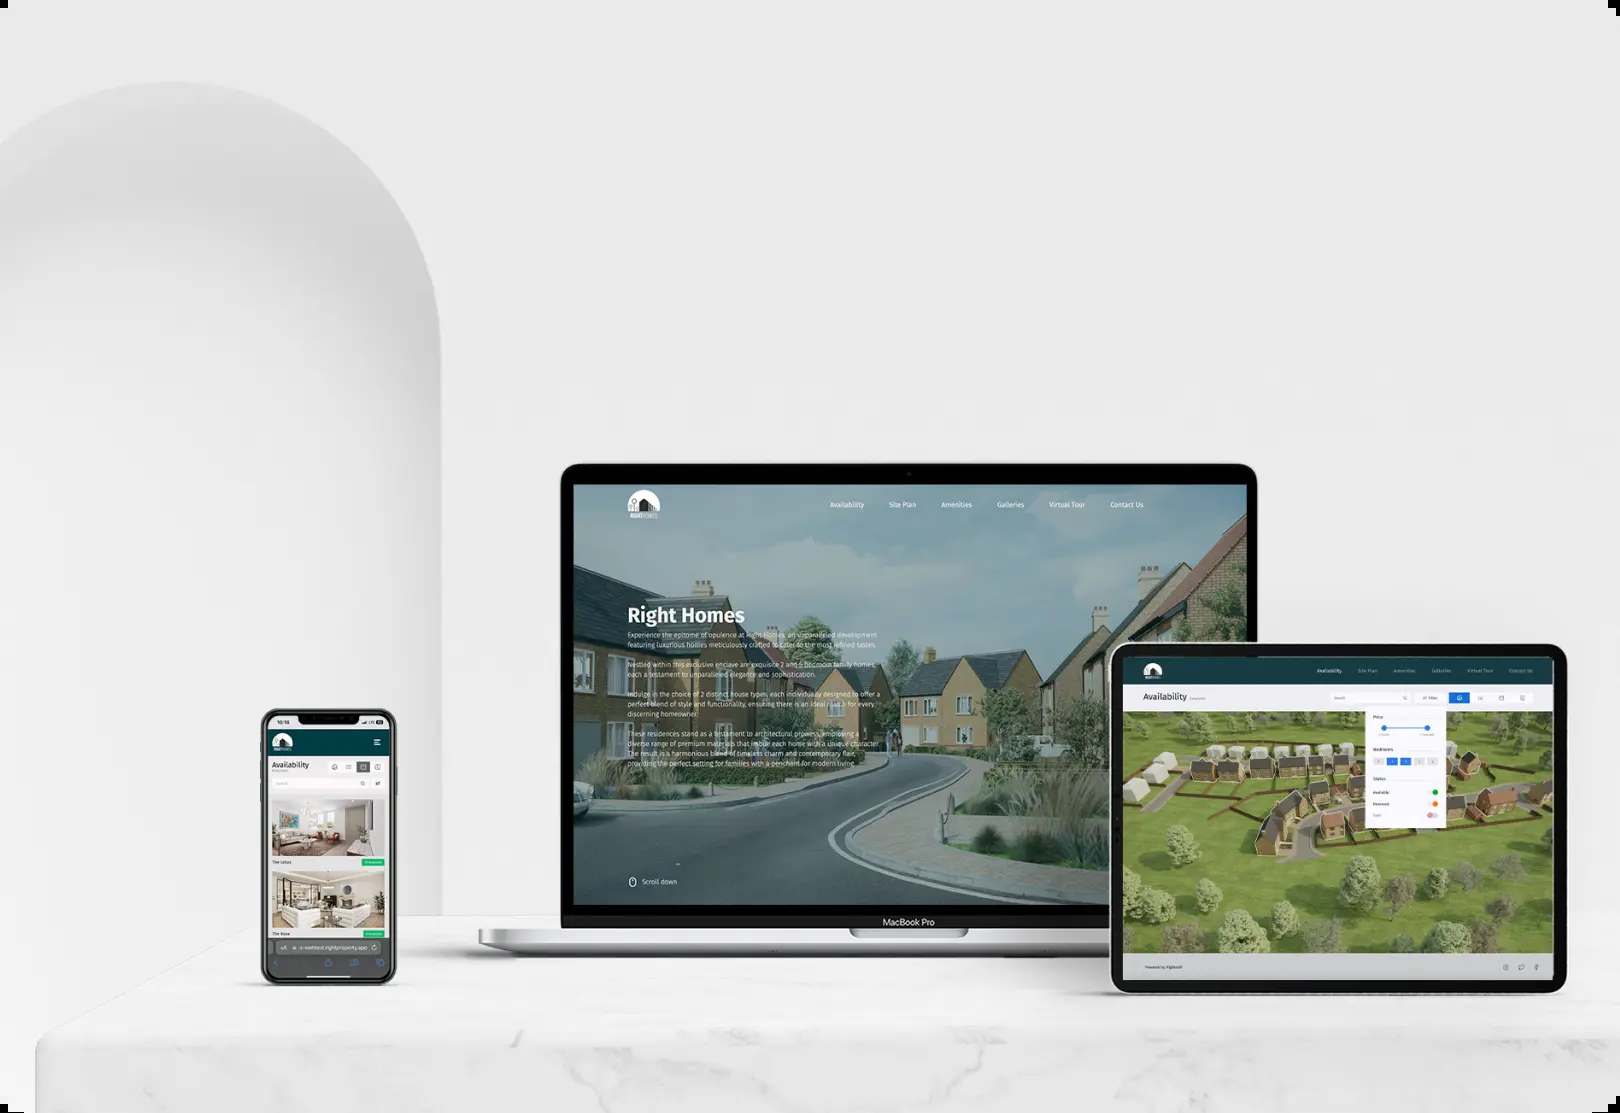 RIGHTHOMES
Availability
Site Plan
Amenities
Galleries
Virtual Tour
Contact Us
Right Homes
Experience the epitome of opulence at Right Homes, an unparalleled development
featuring luxurious homes meticulously crafted to cater to the most refined tastes.
Nestled within this exclusive enclave are exquisite 2 and 5 bedroom family homes,
each a testament to unparalleled elegance and sophistication.
Indulge in the choice of 2 distinct house types, each individually designed to offer a
perfect blend of style and functionality, ensuring there is an ideal match for every
discerning homeowner.
These residences stand as a testament to architectural prowess, employing a
diverse range of premium materials that imbue each home with a unique character.
The result is a harmonious blend of timeless charm and contemporary flair,
providing the perfect setting for families with a penchant for modern living
Scroll down
MacBook Pro
10:16
LTE
Availability
Search
The Lotus
The Rose
AA
webtest.rightproperty.app
Availability
Site Plan
Amenities
Galleries
Virtual Tour
Contact Us
Availability
Search
Filter
Price
Bedrooms
Status
Available
Reserved
Sold
Powered by Rightsoft